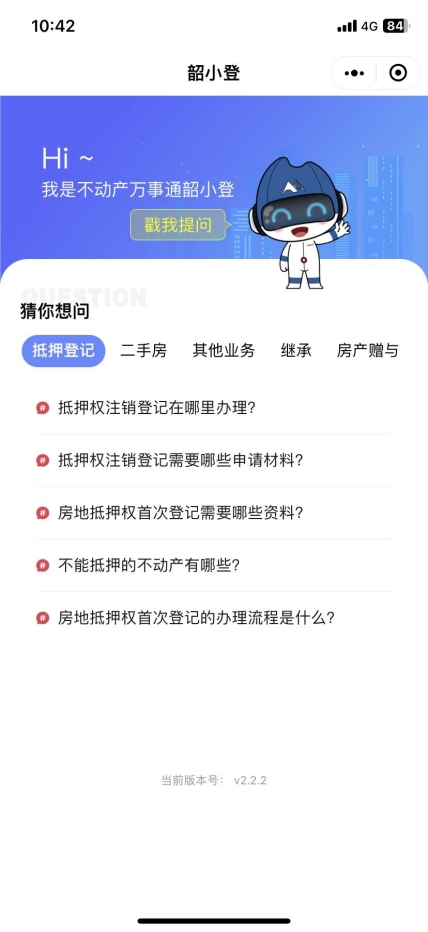 10:42
4G 84
韶小登
Hi ~
我是不动产万事通韶小登
戳我提问
QUESTION
猜你想问
抵押登记 二手房 其他业务 继承 房产赠与
# 抵押权注销登记在哪里办理?
# 抵押权注销登记需要哪些申请材料?
# 房地抵押权首次登记需要哪些资料?
# 不能抵押的不动产有哪些?
# 房地抵押权首次登记的办理流程是什么?
当前版本号： v2.2.2